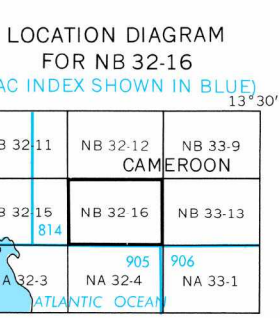 LOCATION DIAGRAM
FOR NB 32-16
AC INDEX SHOWN IN BLUE)
13°30'
B 32-11 NB 32-12 NB 33-9
CAMEROON
B 32-15 NB 32-16 NB 33-13
814
905 906
A 32-3 NA 32-4 NA 33-1
ATLANTIC OCEAN